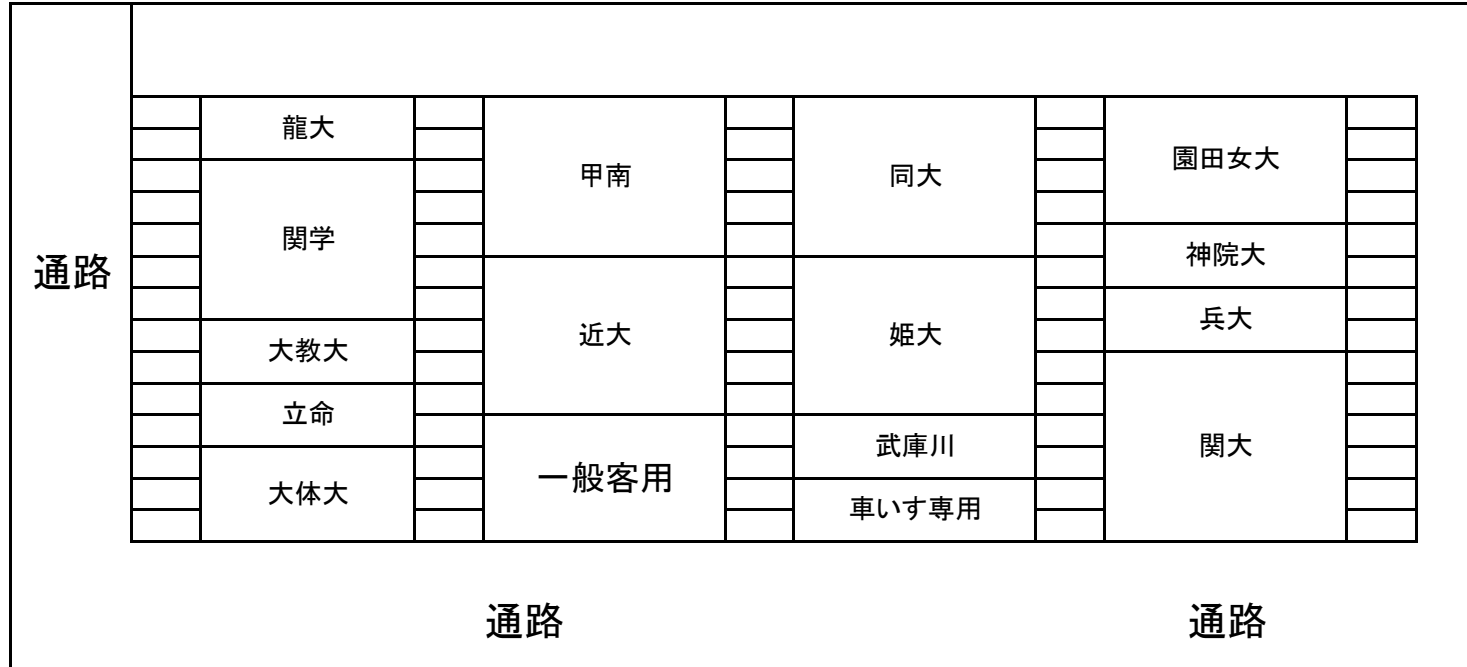 龍大
甲南
同大
園田女大
関学
神院大
通路
近大
姫大
兵大
大教大
立命
武庫川
関大
一般客用
大体大
車いす専用
通路
通路